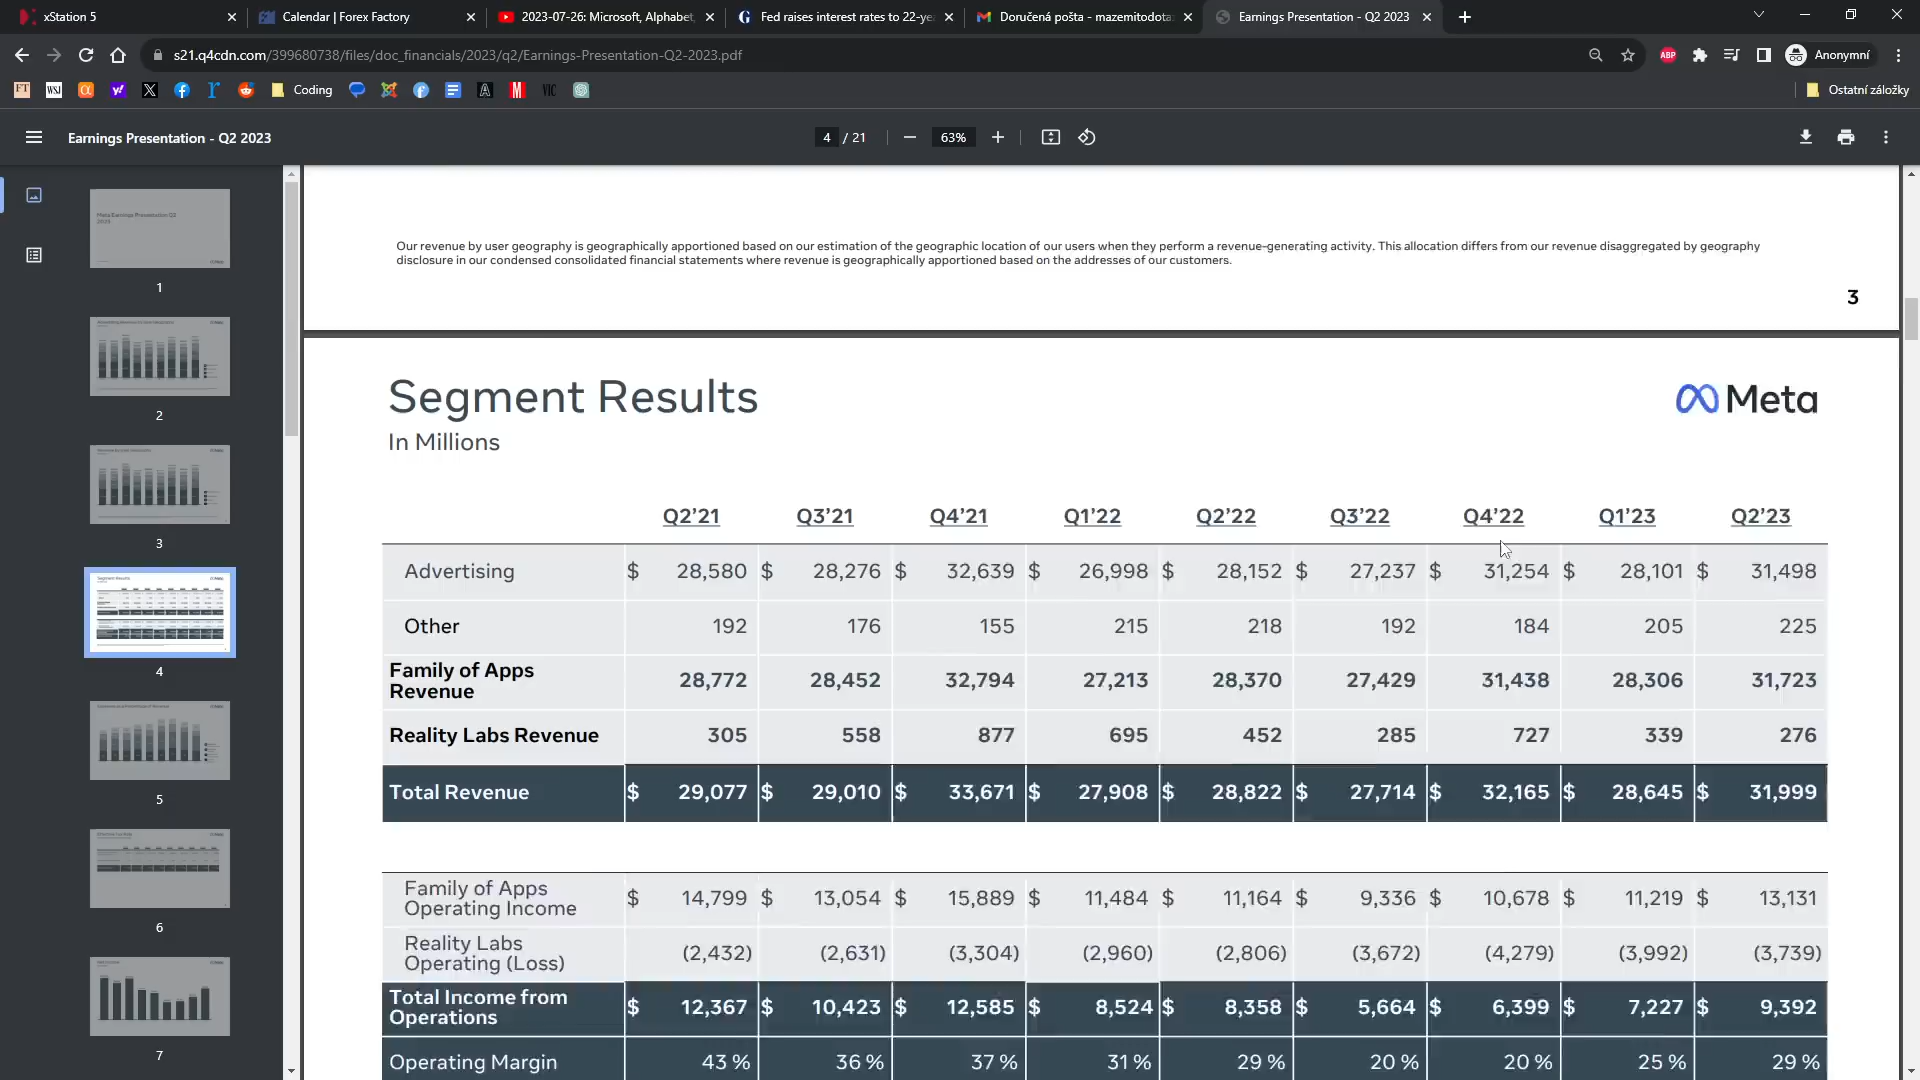 xStation 5
Calendar | Forex Factory
2023-07-26: Microsoft, Alphabet,
Fed raises interest rates to 22-ye
Doručená pošta - mazemitodota
Earnings Presentation - Q2 2023
s21.q4cdn.com/399680738/files/doc_financials/2023/q2/Earnings-Presentation-Q2-2023.pdf
ABP
Anonymní
FT WSJ y! Coding A M VIC
Ostatní záložky
Earnings Presentation - Q2 2023
4 / 21
63%
Meta Earnings Presentation Q2
2023
1
2
3
4
5
6
7
Our revenue by user geography is geographically apportioned based on our estimation of the geographic location of our users when they perform a revenue-generating activity. This allocation differs from our revenue disaggregated by geography
disclosure in our condensed consolidated financial statements where revenue is geographically apportioned based on the addresses of our customers.
3
Segment Results
In Millions
Meta
Q2’21 Q3’21 Q4’21 Q1’22 Q2’22 Q3’22 Q4’22 Q1’23 Q2’23
Advertising $ 28,580 $ 28,276 $ 32,639 $ 26,998 $ 28,152 $ 27,237 $ 31,254 $ 28,101 $ 31,498
Other 192 176 155 215 218 192 184 205 225
Family of Apps
Revenue 28,772 28,452 32,794 27,213 28,370 27,429 31,438 28,306 31,723
Reality Labs Revenue 305 558 877 695 452 285 727 339 276
Total Revenue $ 29,077 $ 29,010 $ 33,671 $ 27,908 $ 28,822 $ 27,714 $ 32,165 $ 28,645 $ 31,999
Family of Apps
Operating Income $ 14,799 $ 13,054 $ 15,889 $ 11,484 $ 11,164 $ 9,336 $ 10,678 $ 11,219 $ 13,131
Reality Labs
Operating (Loss) (2,432) (2,631) (3,304) (2,960) (2,806) (3,672) (4,279) (3,992) (3,739)
Total Income from
Operations $ 12,367 $ 10,423 $ 12,585 $ 8,524 $ 8,358 $ 5,664 $ 6,399 $ 7,227 $ 9,392
Operating Margin 43 % 36 % 37 % 31 % 29 % 20 % 20 % 25 % 29 %